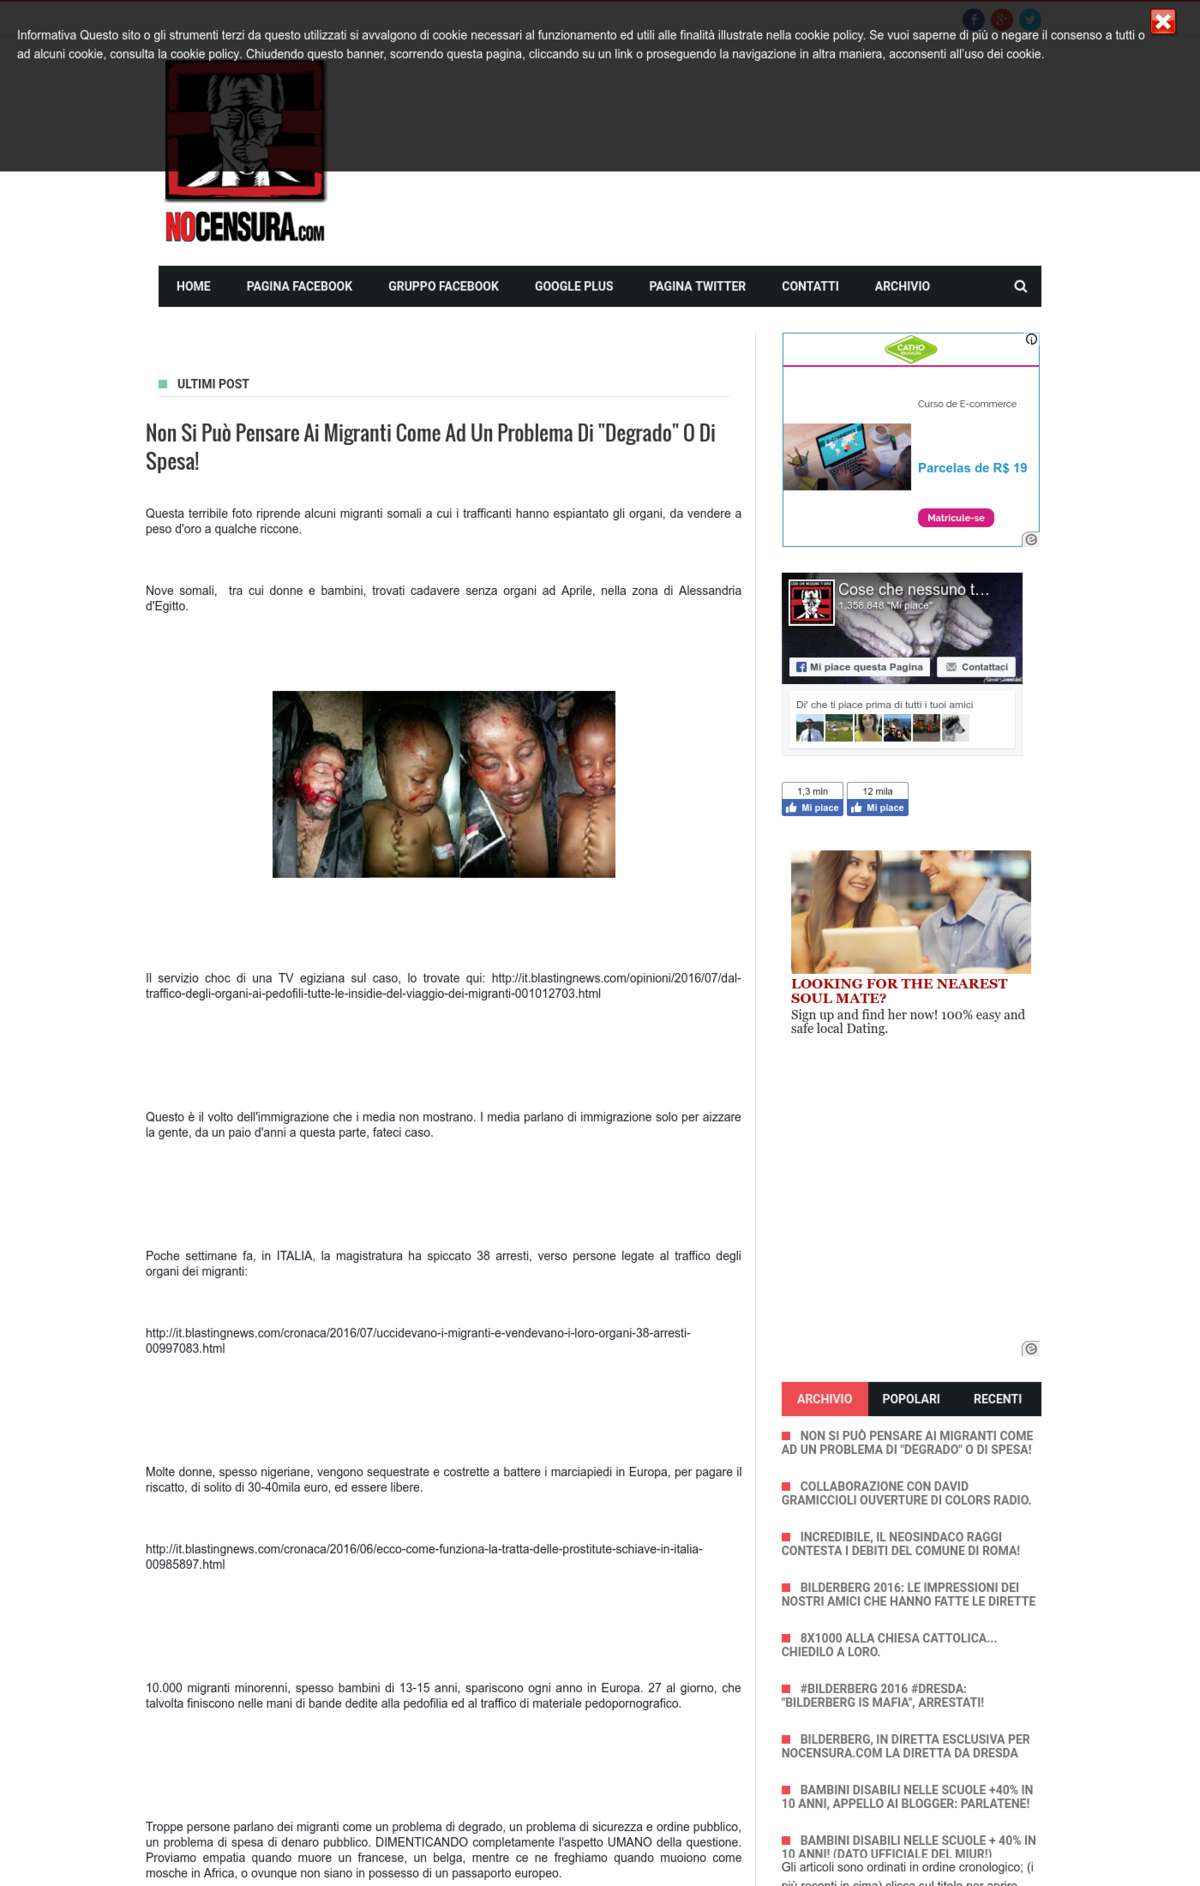 Informativa Questo sito o gli strumenti terzi da questo utilizzati si avvalgono di cookie necessari al funzionamento ed utili alle finalità illustrate nella cookie policy. Se vuoi saperne di più o negare il consenso a tutti o
ad alcuni cookie, consulta la cookie policy. Chiudendo questo banner, scorrendo questa pagina, cliccando su un link o proseguendo la navigazione in altra maniera, acconsenti all'uso dei cookie.
NOCENSURA.COM
HOME PAGINA FACEBOOK GRUPPO FACEBOOK GOOGLE PLUS PAGINA TWITTER CONTATTI ARCHIVIO
ULTIMI POST
Non Si Può Pensare Ai Migranti Come Ad Un Problema Di "Degrado" O Di
Spesa!
Questa terribile foto riprende alcuni migranti somali a cui i trafficanti hanno espiantato gli organi, da vendere a
peso d'oro a qualche riccone.
Nove somali, tra cui donne e bambini, trovati cadavere senza organi ad Aprile, nella zona di Alessandria
d'Egitto.
Il servizio choc di una TV egiziana sul caso, lo trovate qui: http://it.blastingnews.com/opinioni/2016/07/dal-
traffico-degli-organi-ai-pedofili-tutte-le-insidie-del-viaggio-dei-migranti-001012703.html
Questo è il volto dell'immigrazione che i media non mostrano. I media parlano di immigrazione solo per aizzare
la gente, da un paio d'anni a questa parte, fateci caso.
Poche settimane fa, in ITALIA, la magistratura ha spiccato 38 arresti, verso persone legate al traffico degli
organi dei migranti:
http://it.blastingnews.com/cronaca/2016/07/uccidevano-i-migranti-e-vendevano-i-loro-organi-38-arresti-
00997083.html
Molte donne, spesso nigeriane, vengono sequestrate e costrette a battere i marciapiedi in Europa, per pagare il
riscatto, di solito di 30-40mila euro, ed essere libere.
http://it.blastingnews.com/cronaca/2016/06/ecco-come-funziona-la-tratta-delle-prostitute-schiave-in-italia-
00985897.html
10.000 migranti minorenni, spesso bambini di 13-15 anni, spariscono ogni anno in Europa. 27 al giorno, che
talvolta finiscono nelle mani di bande dedite alla pedofilia ed al traffico di materiale pedopornografico.
Troppe persone parlano dei migranti come un problema di degrado, un problema di sicurezza e ordine pubblico,
un problema di spesa di denaro pubblico. DIMENTICANDO completamente l'aspetto UMANO della questione.
Proviamo empatia quando muore un francese, un belga, mentre ce ne freghiamo quando muoiono come
mosche in Africa, o ovunque non siano in possesso di un passaporto europeo.
CATHO
Curso de E-commerce
Parcelas de R$ 19
Matricule-se
Cose che nessuno t…
1.358.848 "Mi piace"
Mi piace questa Pagina
Contattaci
Di' che ti piace prima di tutti i tuoi amici
1,3 mln 12 mila
Mi piace Mi piace
LOOKING FOR THE NEAREST
SOUL MATE?
Sign up and find her now! 100% easy and
safe local Dating.
ARCHIVIO POPOLARI RECENTI
NON SI PUÒ PENSARE AI MIGRANTI COME
AD UN PROBLEMA DI "DEGRADO" O DI SPESA!
COLLABORAZIONE CON DAVID
GRAMICCIOLI OUVERTURE DI COLORS RADIO.
INCREDIBILE, IL NEOSINDACO RAGGI
CONTESTA I DEBITI DEL COMUNE DI ROMA!
BILDERBERG 2016: LE IMPRESSIONI DEI
NOSTRI AMICI CHE HANNO FATTE LE DIRETTE
8X1000 ALLA CHIESA CATTOLICA...
CHIEDILO A LORO.
#BILDERBERG 2016 #DRESDA:
"BILDERBERG IS MAFIA", ARRESTATI!
BILDERBERG, IN DIRETTA ESCLUSIVA PER
NOCENSURA.COM LA DIRETTA DA DRESDA
BAMBINI DISABILI NELLE SCUOLE +40% IN
10 ANNI, APPELLO AI BLOGGER: PARLATENE!
BAMBINI DISABILI NELLE SCUOLE + 40% IN
10 ANNI! (DATO UFFICIALE DEL MIUR!)
Gli articoli sono ordinati in ordine cronologico; (i
più recenti in cima) clicca sul titolo per aprire